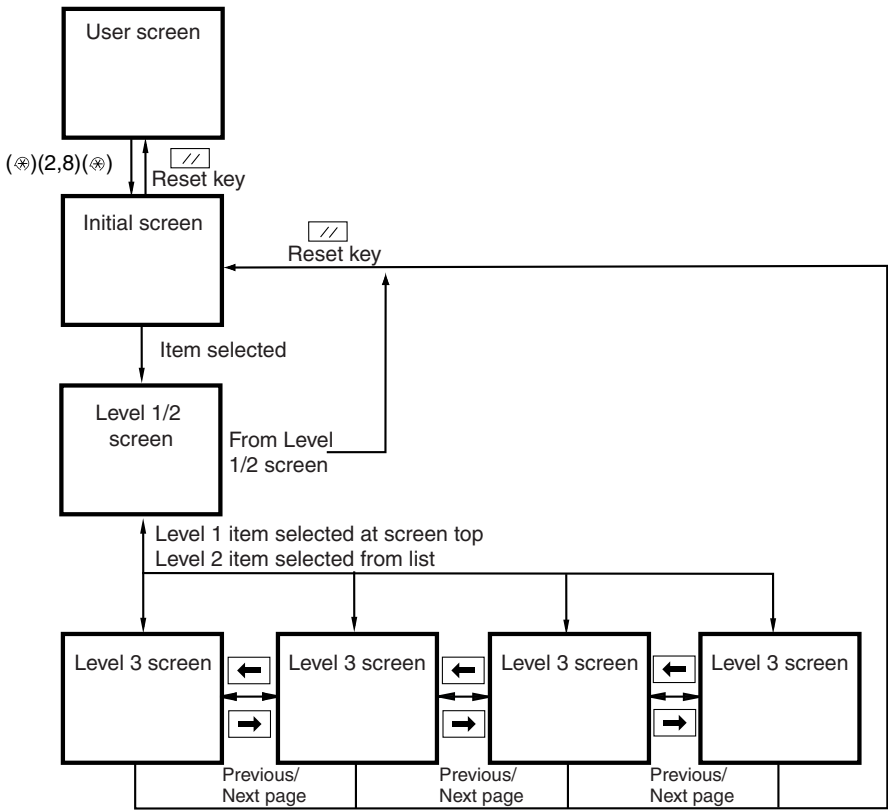 User screen
(✱)(2,8)(✱)
Reset key
Initial screen
Reset key
Item selected
Level 1/2
screen
From Level
1/2 screen
Level 1 item selected at screen top
Level 2 item selected from list
Level 3 screen
Level 3 screen
Level 3 screen
Level 3 screen
Previous/
Next page
Previous/
Next page
Previous/
Next page